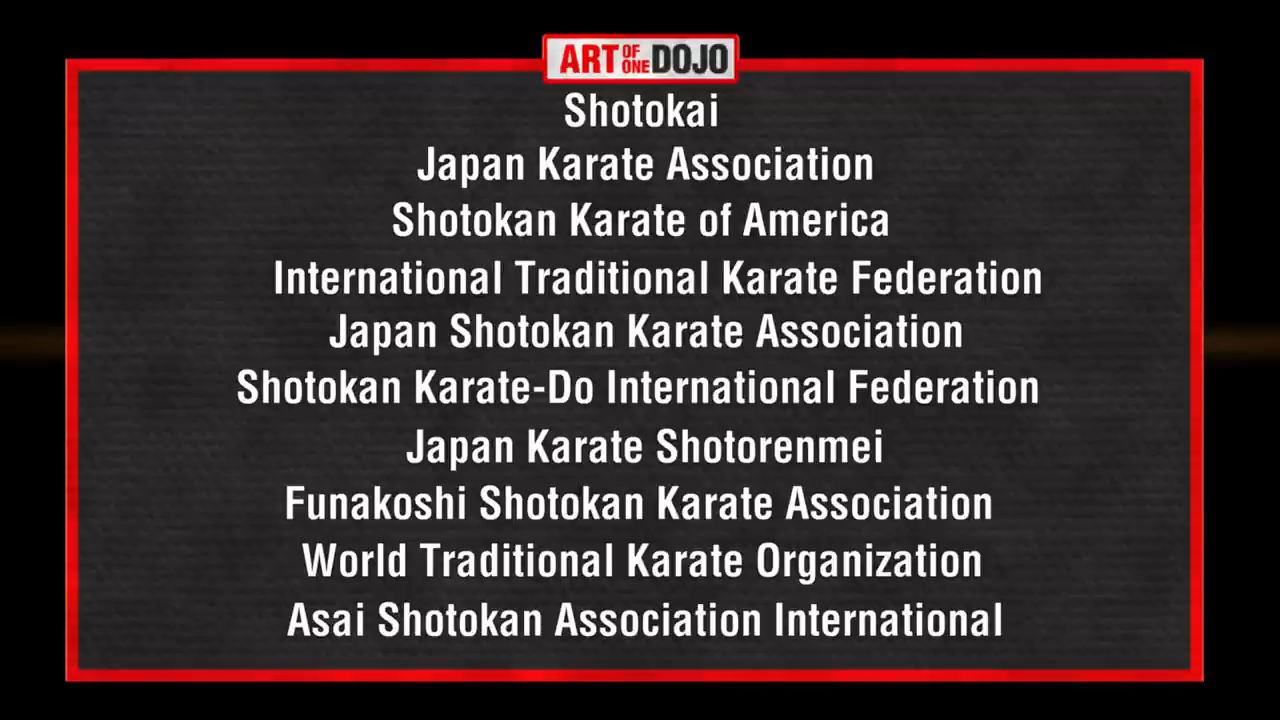 ART OF ONE DOJO
Shotokai
Japan Karate Association
Shotokan Karate of America
International Traditional Karate Federation
Japan Shotokan Karate Association
Shotokan Karate-Do International Federation
Japan Karate Shotorenmei
Funakoshi Shotokan Karate Association
World Traditional Karate Organization
Asai Shotokan Association International